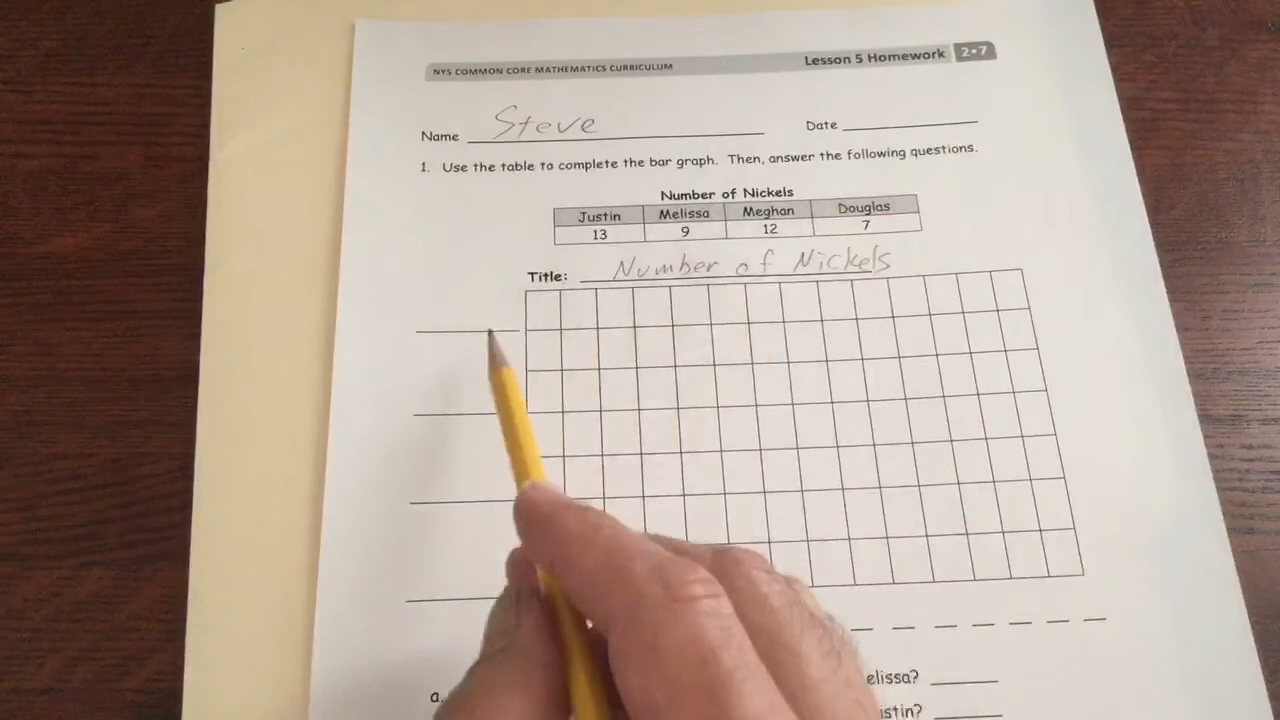 NYS COMMON CORE MATHEMATICS CURRICULUM Lesson 5 Homework 2•7
Name Steve Date
1. Use the table to complete the bar graph. Then, answer the following questions.
Number of Nickels
Justin Melissa Meghan Douglas
13 9 12 7
Title: Number of Nickels
a.
elissa?
istin?